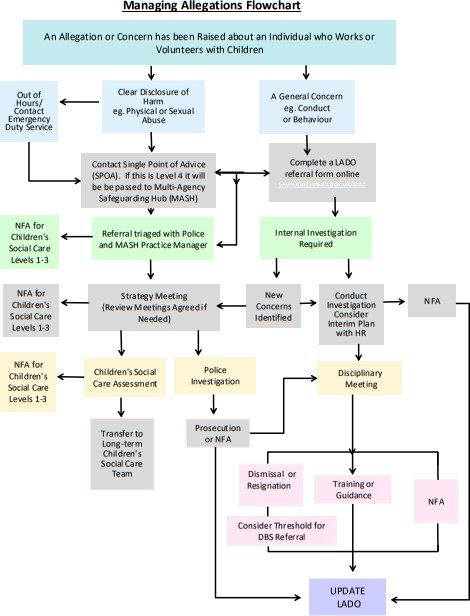 Managing Allegations Flowchart
An Allegation or Concern has been Raised about an Individual who Works or
Volunteers with Children
Out of
Hours/
Contact
Emergency
Duty Service
Clear Disclosure of
Harm
eg. Physical or Sexual
Abuse
A General Concern
eg. Conduct
or Behaviour
Contact Single Point of Advice
(SPOA). If this is Level 4 it will
be be passed to Multi-Agency
Safeguarding Hub (MASH)
Complete a LADO
referral form online
NFA for
Children's
Social Care
Levels 1-3
Referral triaged with Police
and MASH Practice Manager
Internal Investigation
Required
NFA for
Children's
Social Care
Levels 1-3
Strategy Meeting
(Review Meetings Agreed if
Needed)
New
Concerns
Identified
Conduct
Investigation
Consider
Interim Plan
with HR
NFA
NFA for
Children's
Social Care
Levels 1-3
Children's Social
Care Assessment
Police
Investigation
Disciplinary
Meeting
Transfer to
Long-term
Children's
Social Care
Team
Prosecution
or NFA
Dismissal or
Resignation
Training or
Guidance
NFA
Consider Threshold for
DBS Referral
UPDATE
LADO